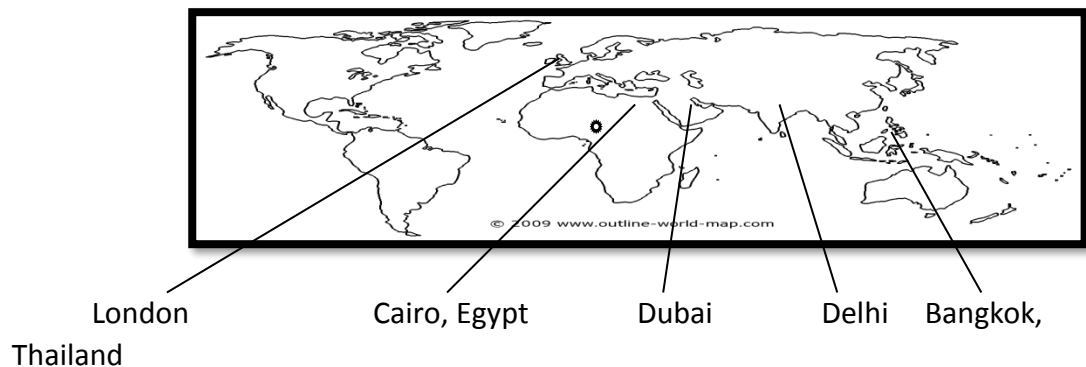 © 2009 www.outline-world-map.com
London Cairo, Egypt Dubai Delhi Bangkok,
Thailand